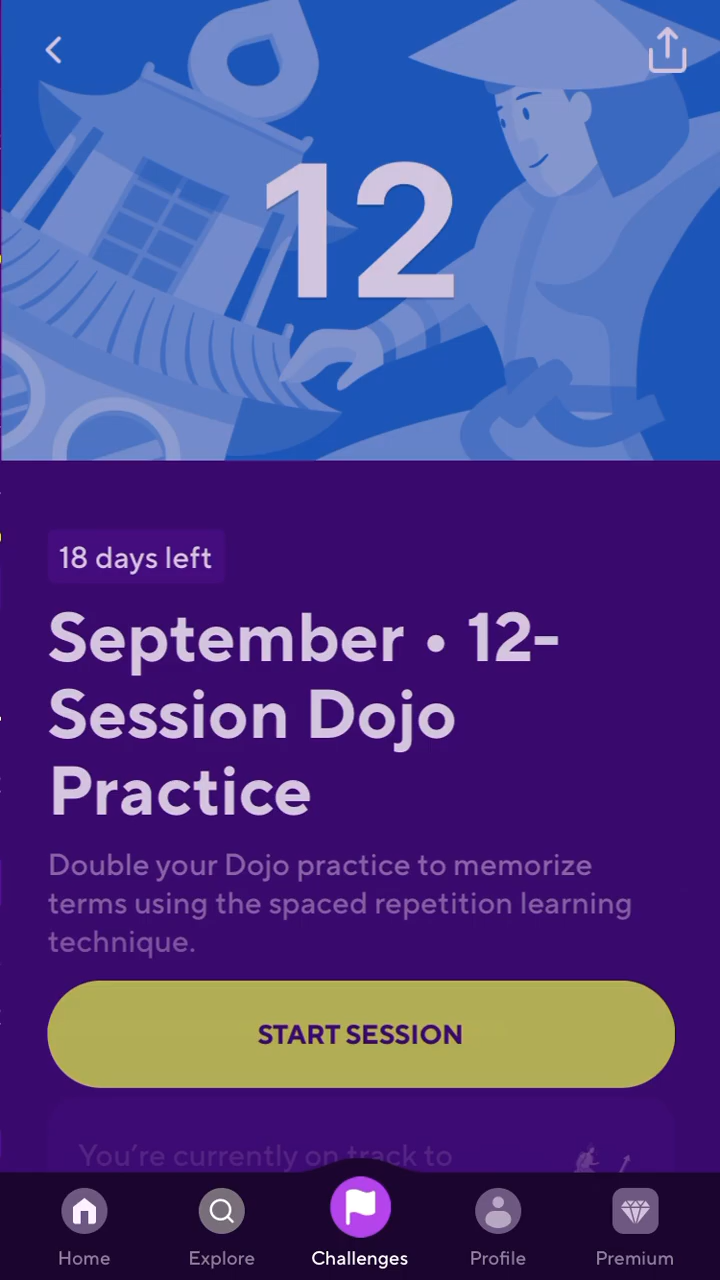 12
18 days left
September • 12-
Session Dojo
Practice
Double your Dojo practice to memorize
terms using the spaced repetition learning
technique.
START SESSION
You’re currently on track to
Home
Explore
Challenges
Profile
Premium